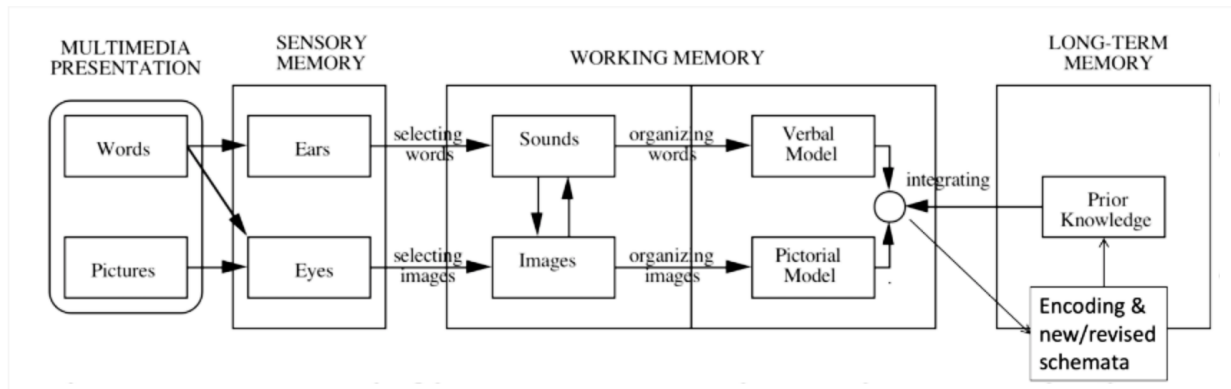 MULTIMEDIA
PRESENTATION
SENSORY
MEMORY
WORKING MEMORY
LONG-TERM
MEMORY
Words
Ears
selecting
words
Sounds
organizing
words
Verbal
Model
integrating
Prior
Knowledge
Pictures
Eyes
selecting
images
Images
organizing
images
Pictorial
Model
Encoding &
new/revised
schemata